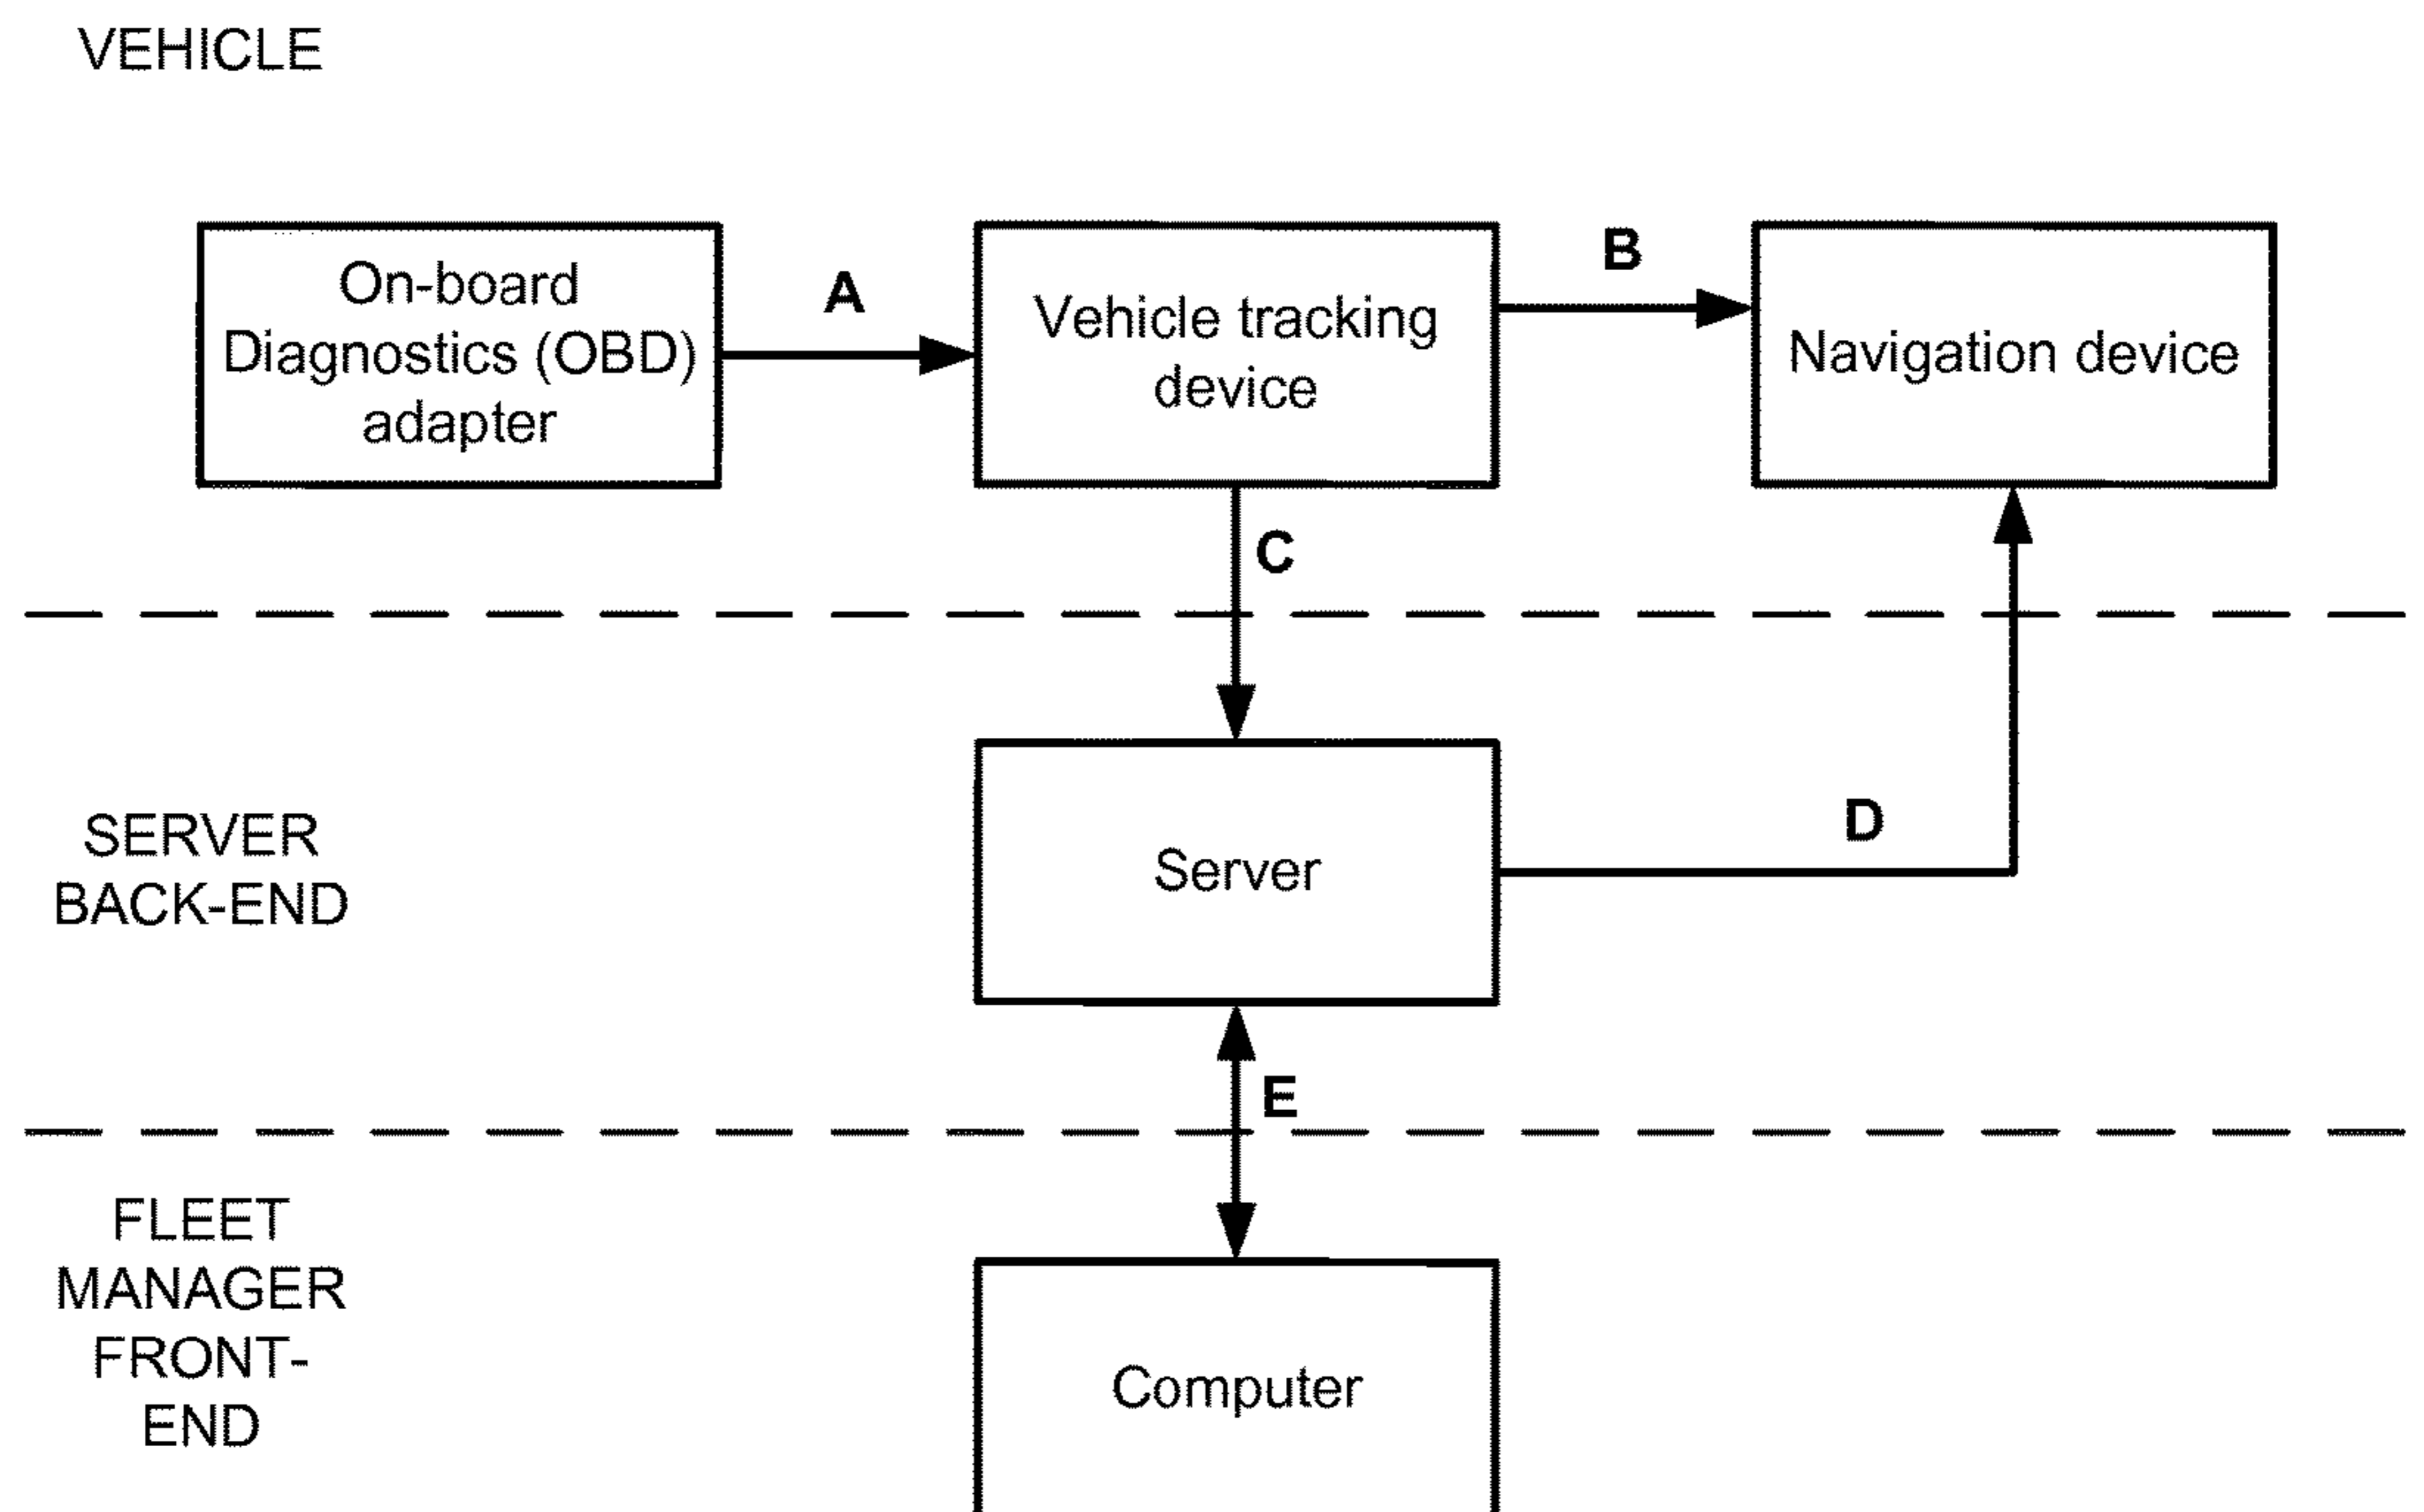 VEHICLE
On-board
Diagnostics (OBD)
adapter
A
Vehicle tracking
device
B
Navigation device
C
SERVER
BACK-END
Server
D
E
FLEET
MANAGER
FRONT-
END
Computer